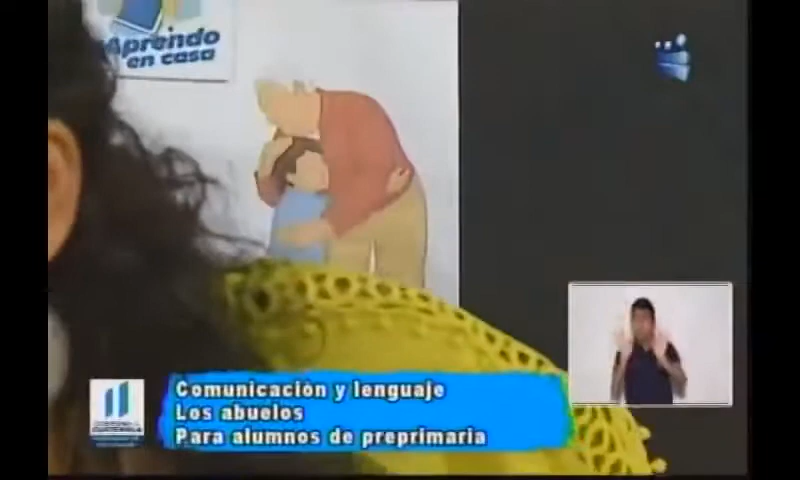 Aprendo
en casa
Comunicación y lenguaje
Los abuelos
Para alumnos de preprimaria